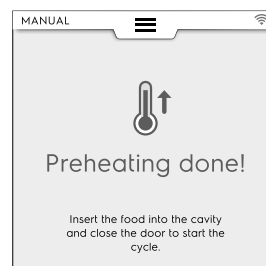 MANUAL
Preheating done!
Insert the food into the cavity
and close the door to start the
cycle.